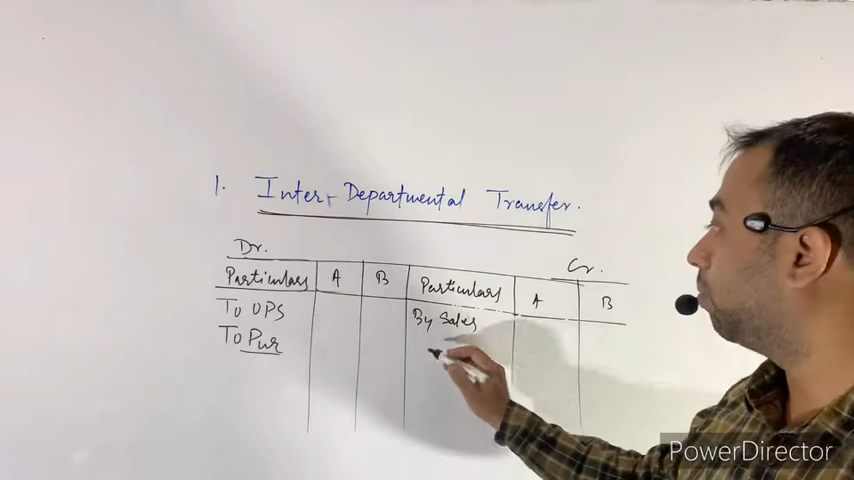 1. Inter-Departmental Transfer.
Dr. Cr.
Particulars A B Particulars A B
To OPS By Sales
To Pur
PowerDirector